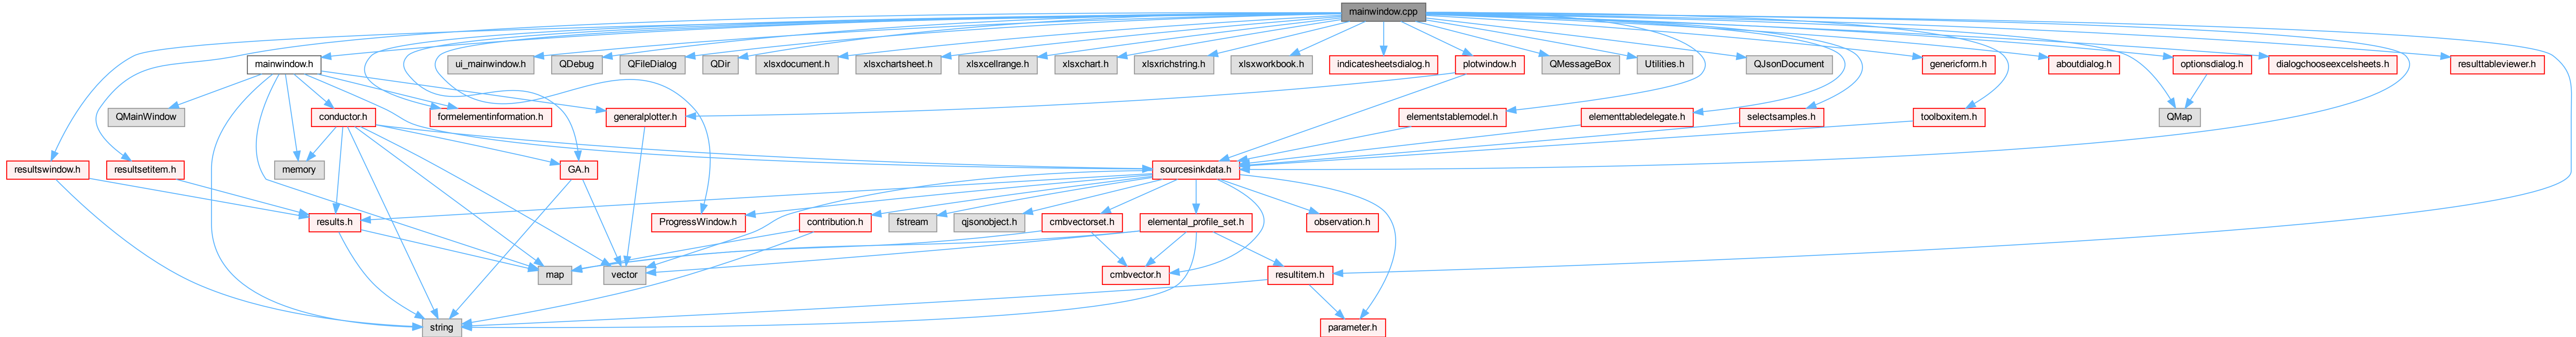 mainwindow.cpp
mainwindow.h
ui_mainwindow.h
QDebug
QFileDialog
QDir
xlsxdocument.h
xlsxchartsheet.h
xlsxcellrange.h
xlsxchart.h
xlsxrichstring.h
xlsxworkbook.h
indicatesheetsdialog.h
plotwindow.h
QMessageBox
Utilities.h
QJsonDocument
genericform.h
aboutdialog.h
optionsdialog.h
dialogchooseexcelsheets.h
resulttableviewer.h
QMainWindow
conductor.h
formelementinformation.h
generalplotter.h
elementstablemodel.h
elementtabledelegate.h
selectsamples.h
toolboxitem.h
QMap
resultswindow.h
resultsetitem.h
memory
GA.h
sourcesinkdata.h
results.h
ProgressWindow.h
contribution.h
fstream
qjsonobject.h
cmbvectorset.h
elemental_profile_set.h
observation.h
map
vector
cmbvector.h
resultitem.h
string
parameter.h